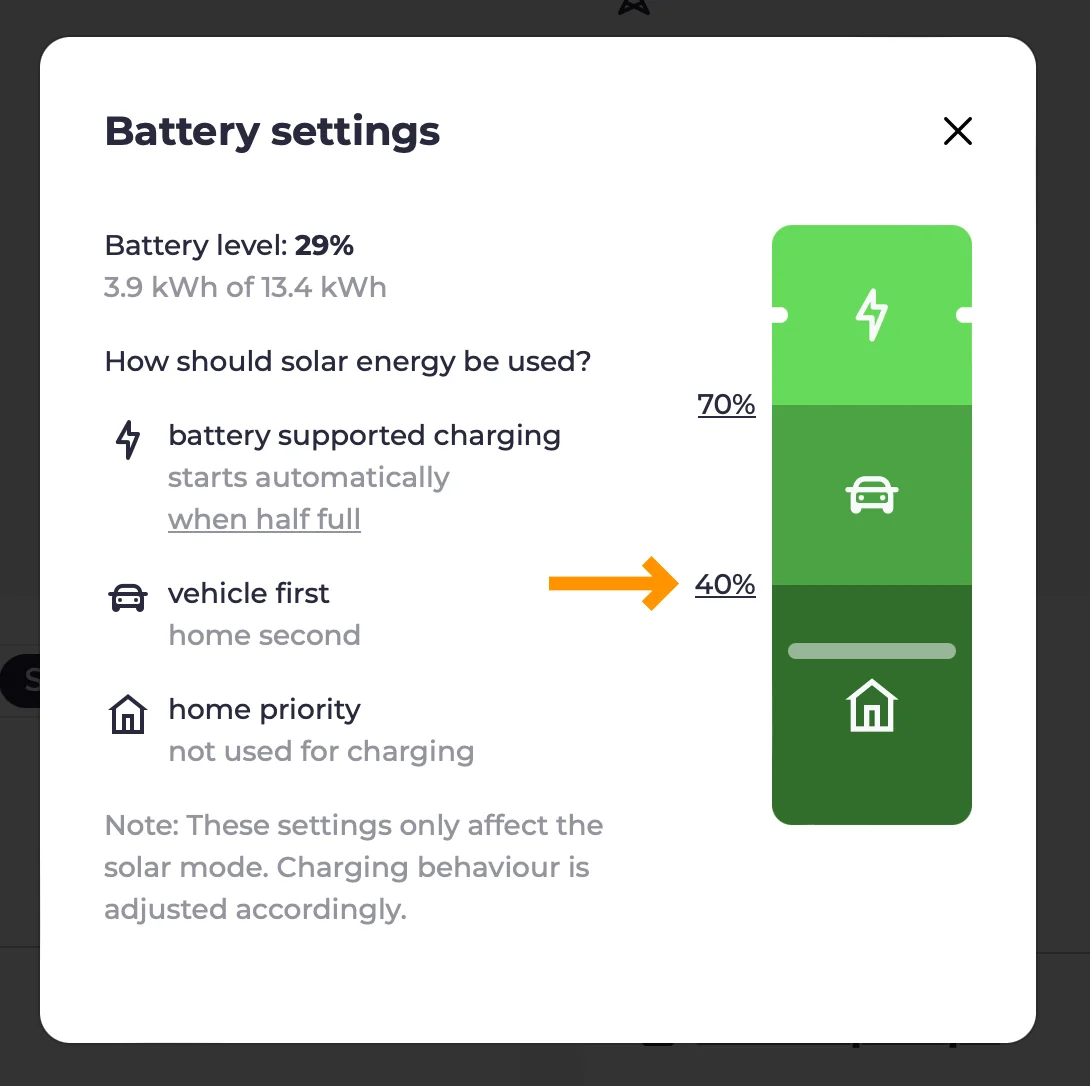 Battery settings
Battery level: 29%
3.9 kWh of 13.4 kWh
How should solar energy be used?
battery supported charging
starts automatically
when half full
vehicle first
home second
home priority
not used for charging
Note: These settings only affect the
solar mode. Charging behaviour is
adjusted accordingly.
70%
40%